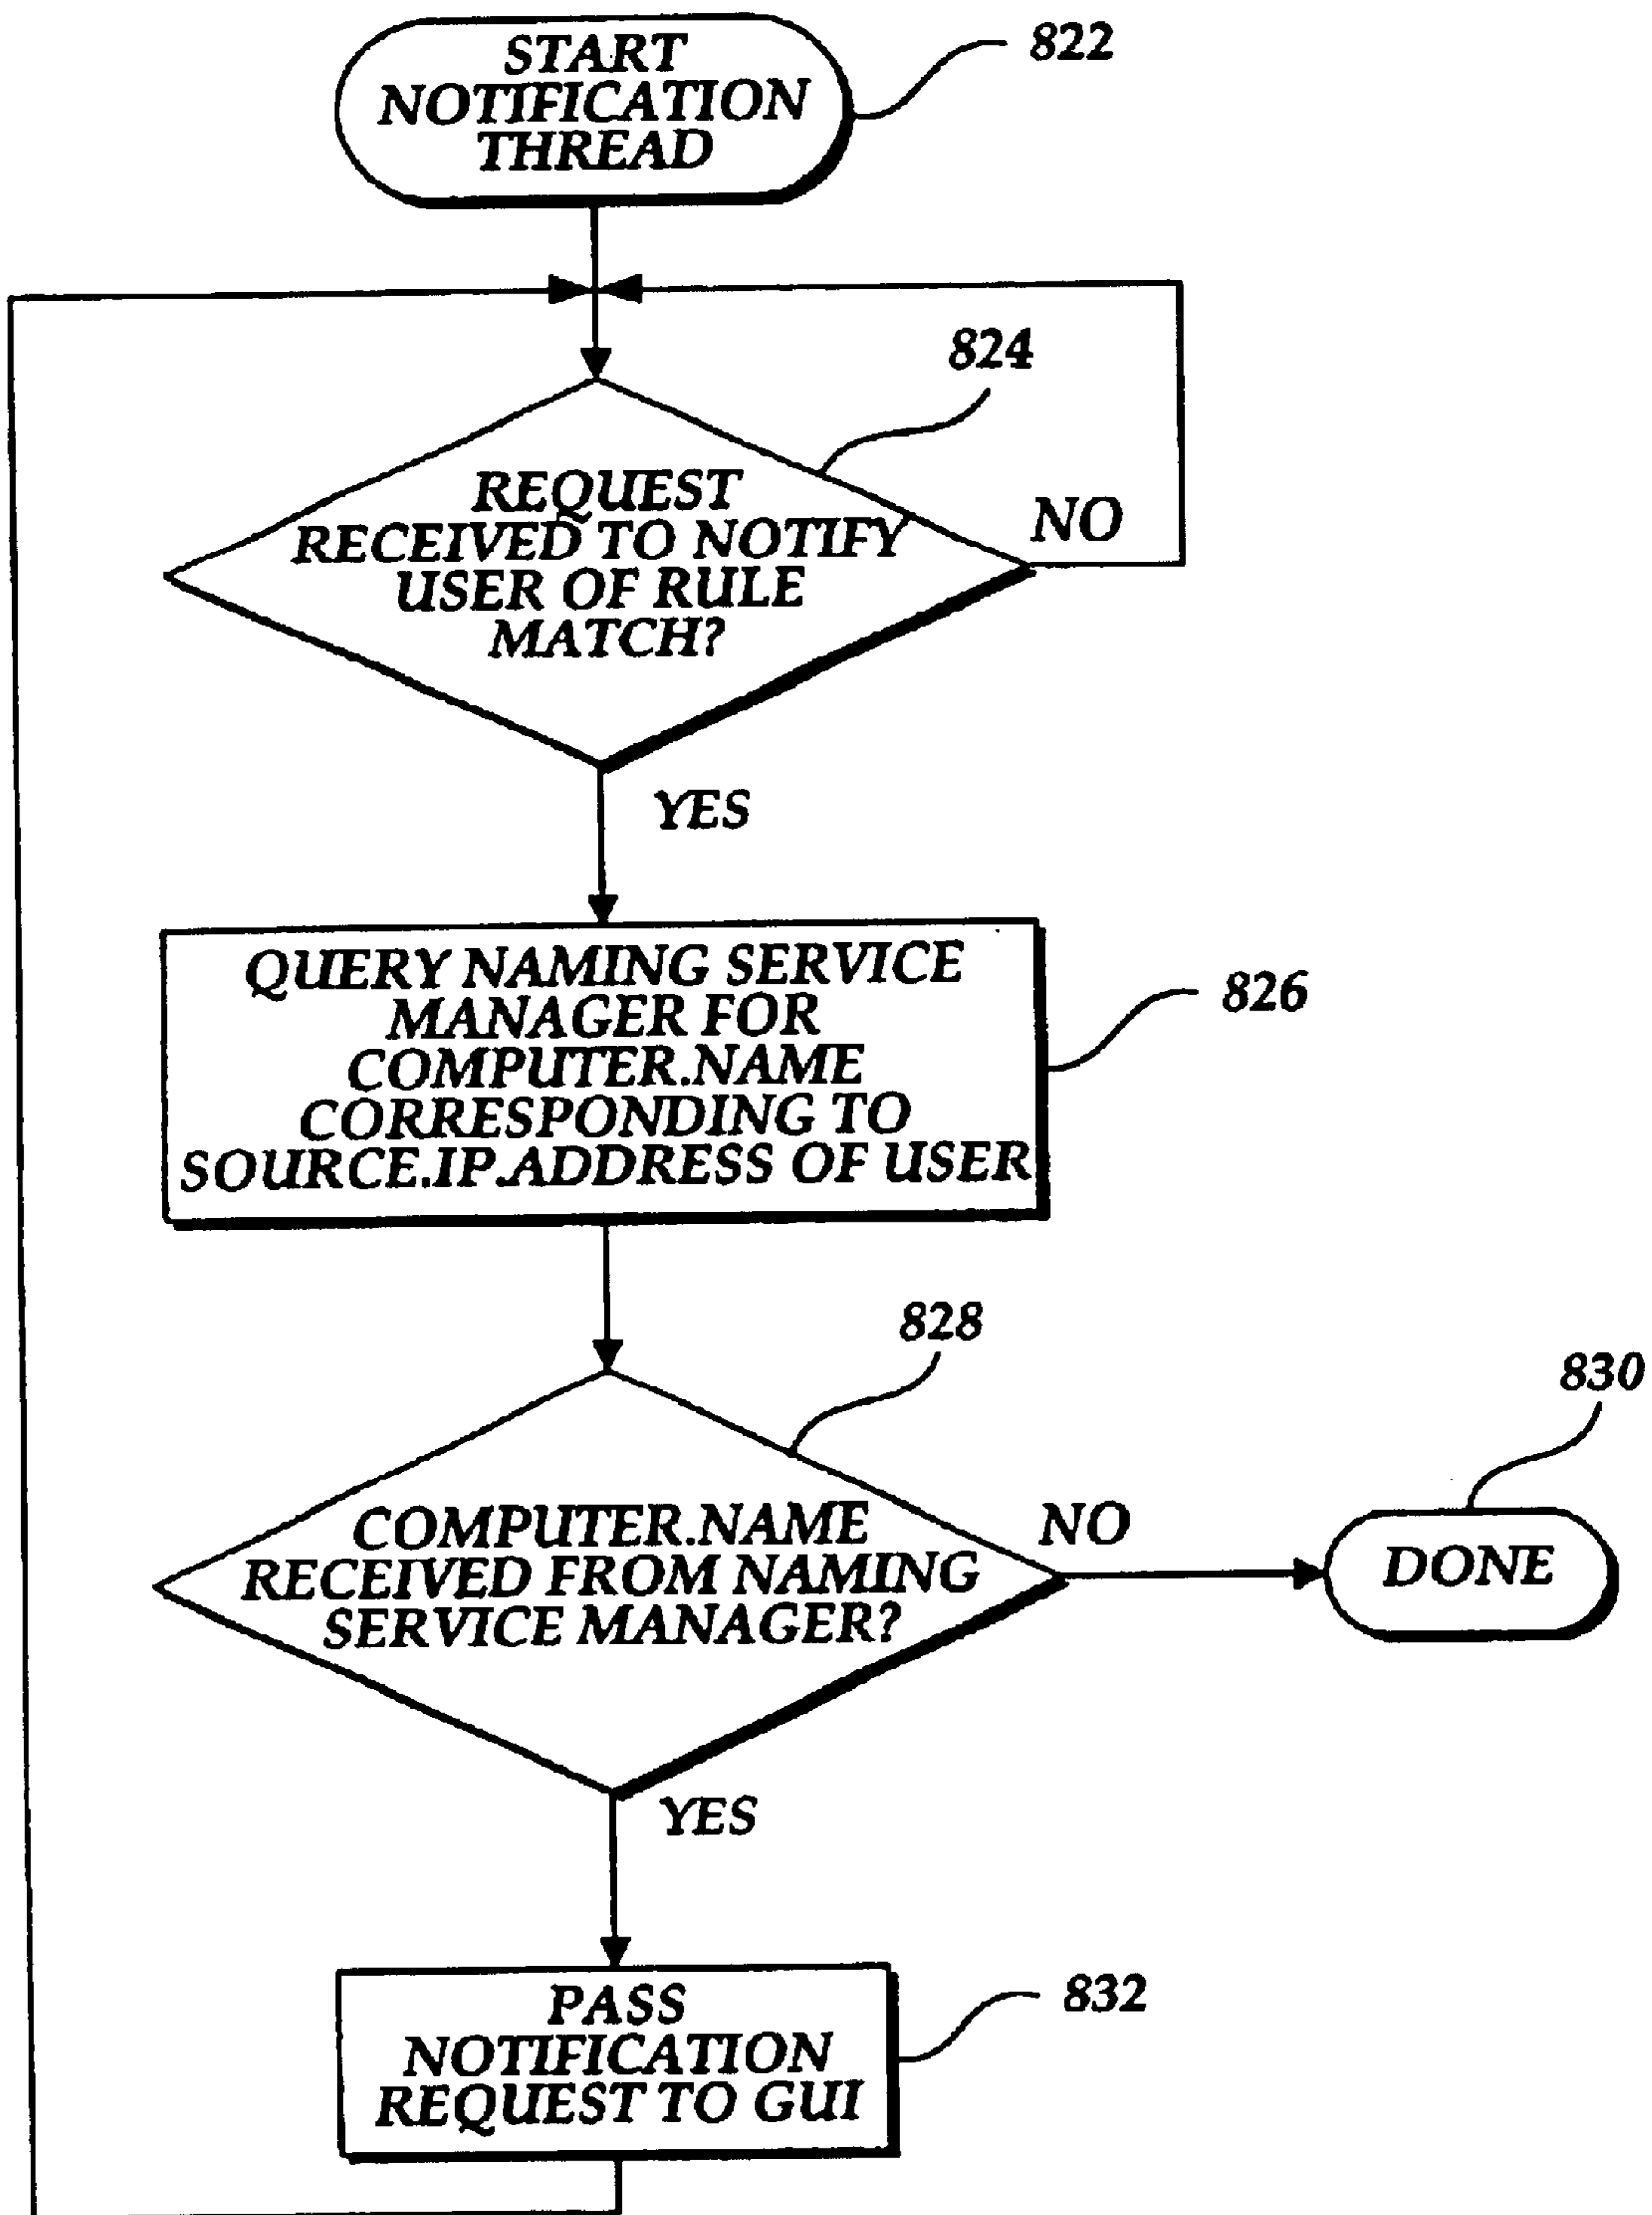 START
NOTIFICATION
THREAD
822
824
REQUEST
RECEIVED TO NOTIFY
USER OF RULE
MATCH?
NO
YES
QUERY NAMING SERVICE
MANAGER FOR
COMPUTER.NAME
CORRESPONDING TO
SOURCE.IP.ADDRESS OF USER
826
828
COMPUTER.NAME
RECEIVED FROM NAMING
SERVICE MANAGER?
NO
830
DONE
YES
PASS
NOTIFICATION
REQUEST TO GUI
832